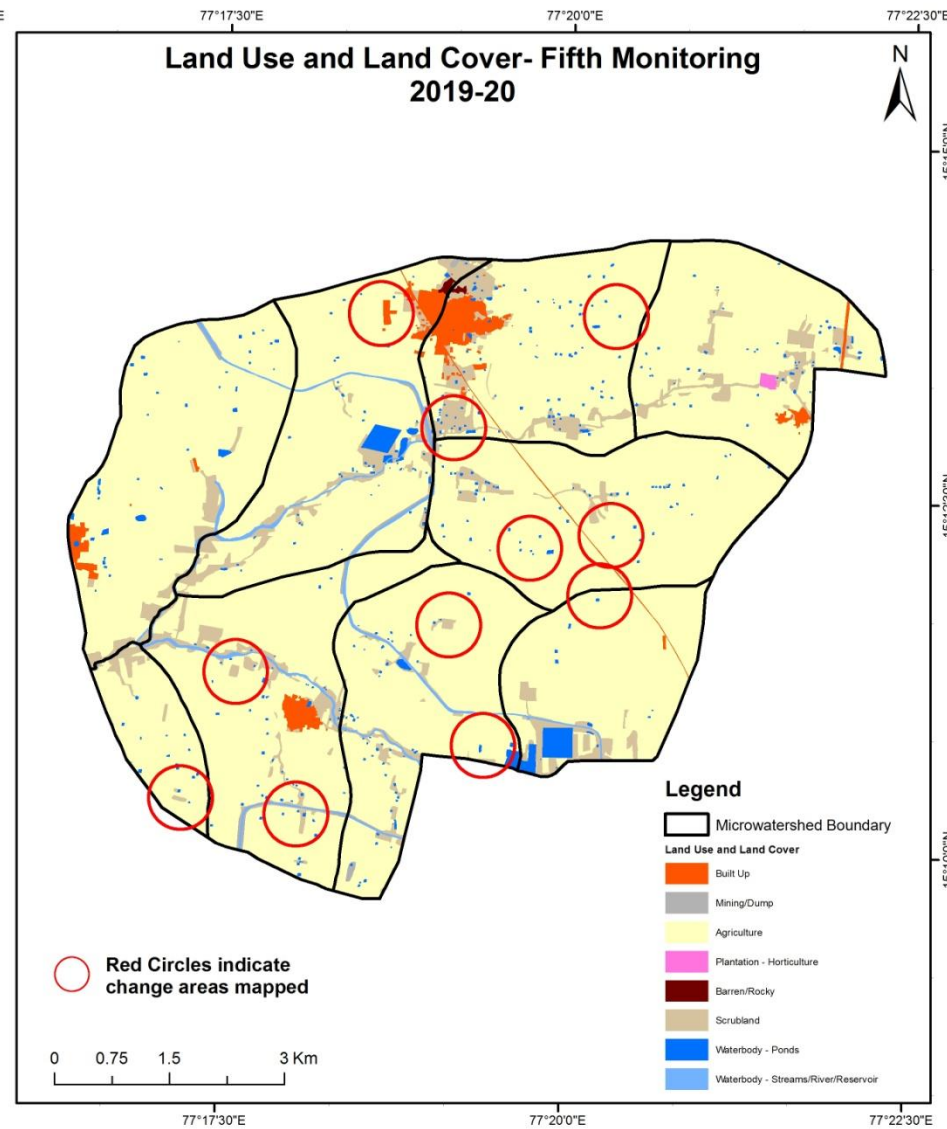 77°17'30"E 77°20'0"E 77°22'30"E
Land Use and Land Cover- Fifth Monitoring
2019-20
N
15°15'0"N
Legend
Microwatershed Boundary
Land Use and Land Cover
Built Up
Mining/Dump
Agriculture
Plantation - Horticulture
Barren/Rocky
Scrubland
Waterbody - Ponds
Waterbody - Streams/River/Reservoir
Red Circles indicate
change areas mapped
0 0.75 1.5 3 Km
77°17'30"E 77°20'0"E 77°22'30"E